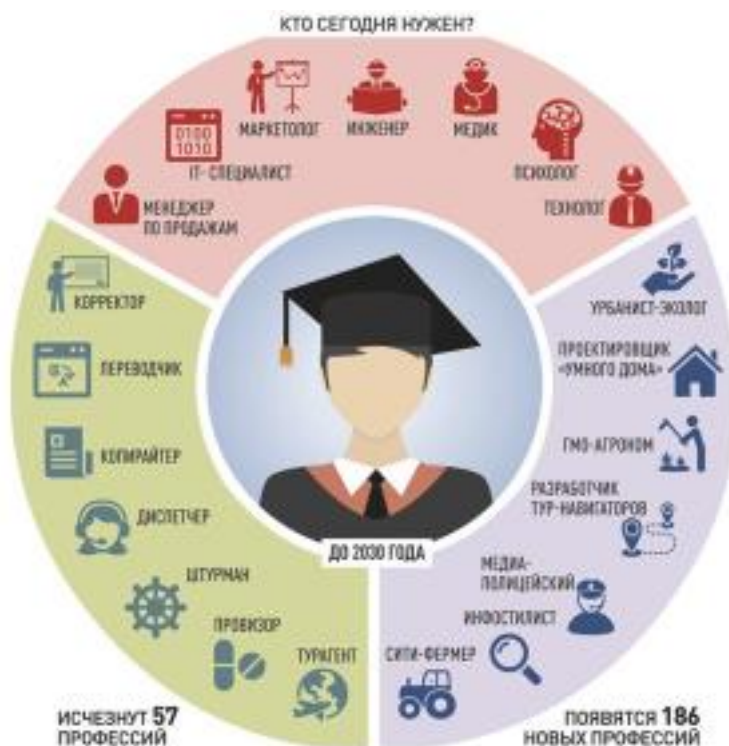 КТО СЕГОДНЯ НУЖЕН?
МЕНЕДЖЕР
ПО ПРОДАЖАМ
0100
1010
IT- СПЕЦИАЛИСТ
МАРКЕТОЛОГ
ИНЖЕНЕР
МЕДИК
ПСИХОЛОГ
ТЕХНОЛОГ
КОРРЕКТОР
ПЕРЕВОДЧИК
КОПИРАЙТЕР
ДИСПЕТЧЕР
ШТУРМАН
ПРОВИЗОР
ТУРАГЕНТ
ИСЧЕЗНУТ 57
ПРОФЕССИЙ
ДО 2030 ГОДА
УРБАНИСТ-ЭКОЛОГ
ПРОЕКТИРОВЩИК
«УМНОГО ДОМА»
ГМО-АГРОНОМ
РАЗРАБОТЧИК
ТУР-НАВИГАТОРОВ
МЕДИА-
ПОЛИЦЕЙСКИЙ
ИНФОСТИЛИСТ
СИТИ-ФЕРМЕР
ПОЯВЯТСЯ 186
НОВЫХ ПРОФЕССИЙ